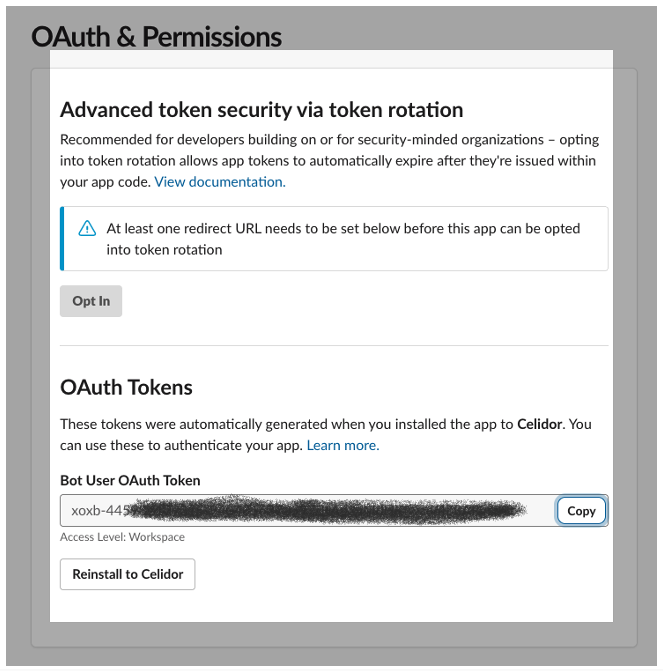 OAuth & Permissions
Advanced token security via token rotation
Recommended for developers building on or for security-minded organizations – opting
into token rotation allows app tokens to automatically expire after they're issued within
your app code. View documentation.
At least one redirect URL needs to be set below before this app can be opted
into token rotation
Opt In
OAuth Tokens
These tokens were automatically generated when you installed the app to Celidor. You
can use these to authenticate your app. Learn more.
Bot User OAuth Token
xoxb-445
Copy
Access Level: Workspace
Reinstall to Celidor